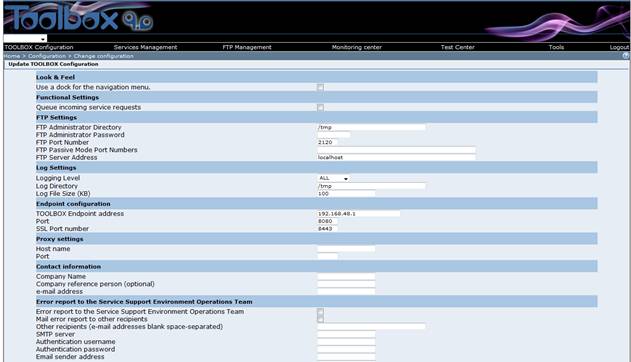 Toolbox 9.0
TOOLBOX Configuration Services Management FTP Management Monitoring center Test Center Tools Logout
Home > Configuration > Change configuration
Update TOOLBOX Configuration
Look & Feel
Use a dock for the navigation menu.
Functional Settings
Queue incoming service requests
FTP Settings
FTP Administrator Directory /tmp
FTP Administrator Password
FTP Port Number 2120
FTP Passive Mode Port Numbers
FTP Server Address localhost
Log Settings
Logging Level ALL
Log Directory /tmp
Log File Size (KB) 100
Endpoint configuration
TOOLBOX Endpoint address 192.168.48.1
Port 8080
SSL Port number 8443
Proxy settings
Host name
Port
Contact information
Company Name
Company reference person (optional)
e-mail address
Error report to the Service Support Environment Operations Team
Error report to the Service Support Environment Operations Team
Mail error report to other recipients
Other recipients (e-mail addresses blank space-separated)
SMTP server
Authentication username
Authentication password
Email sender address